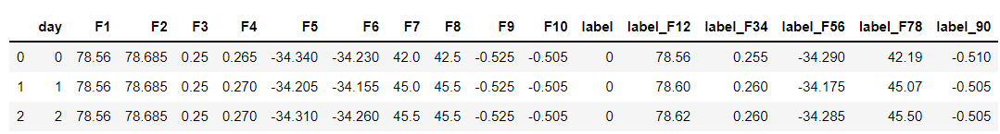 day F1 F2 F3 F4 F5 F6 F7 F8 F9 F10 label label_F12 label_F34 label_F56 label_F78 label_90
0 0 78.56 78.685 0.25 0.265 -34.340 -34.230 42.0 42.5 -0.525 -0.505 0 78.56 0.255 -34.290 42.19 -0.510
1 1 78.56 78.685 0.25 0.270 -34.205 -34.155 45.0 45.5 -0.525 -0.505 0 78.60 0.260 -34.175 45.07 -0.505
2 2 78.56 78.685 0.25 0.270 -34.310 -34.260 45.5 45.5 -0.525 -0.505 0 78.62 0.260 -34.285 45.50 -0.505